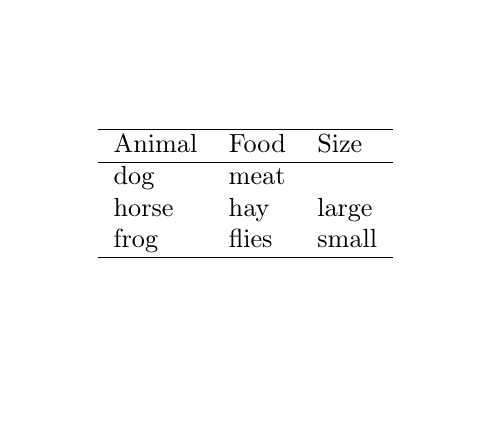 Animal Food Size
dog meat
horse hay large
frog flies small